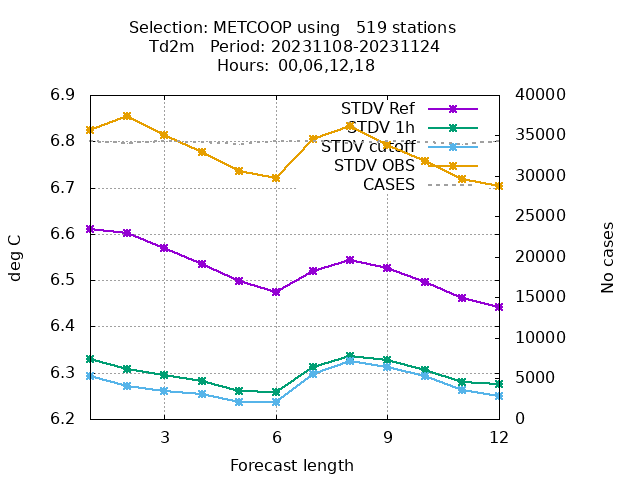 Selection: METCOOP using   519 stations
Td2m   Period: 20231108-20231124
Hours:  00,06,12,18
6.9
6.8
6.7
6.6
6.5
6.4
6.3
6.2
deg C
STDV Ref
STDV 1h
STDV cutoff
STDV OBS
CASES
40000
35000
30000
25000
20000
15000
10000
5000
0
No cases
3
6
9
12
Forecast length